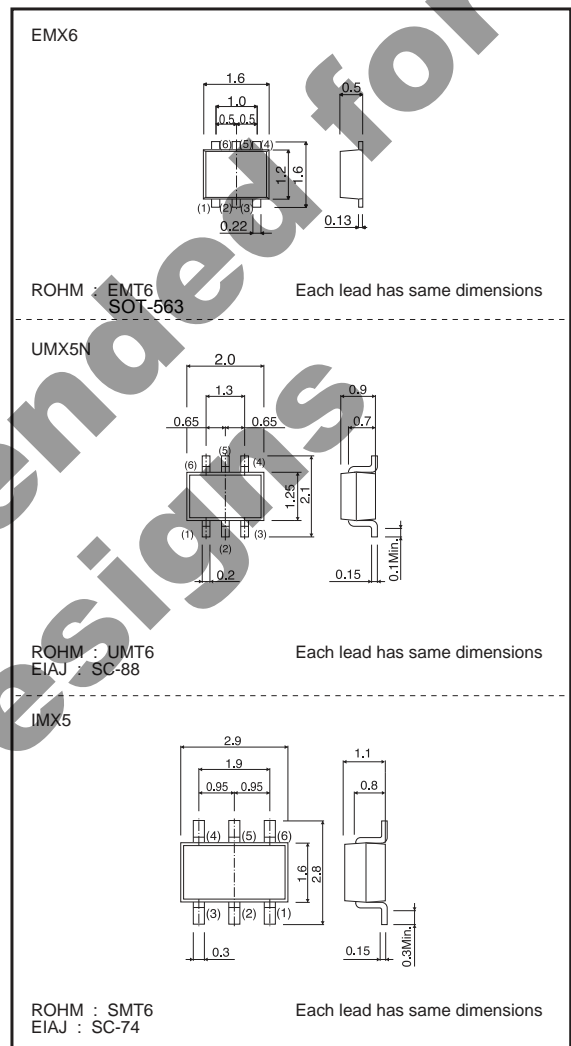 EMX6
1.6
1.0
0.5 0.5
(6) (5) (4)
1.2
1.6
(1) (2) (3)
0.22
0.5
0.13
ROHM : EMT6
SOT-563
Each lead has same dimensions
UMX5N
2.0
1.3
0.65 0.65
(5)
(6) (4)
1.25
2.1
(1) (3)
(2)
0.2
0.9
0.7
0.15
0.1Min.
ROHM : UMT6
EIAJ : SC-88
Each lead has same dimensions
IMX5
2.9
1.9
0.95 0.95
(4) (5) (6)
1.6
2.8
(3) (2) (1)
0.3
1.1
0.8
0.15
0.3Min.
ROHM : SMT6
EIAJ : SC-74
Each lead has same dimensions
ended for
esigns